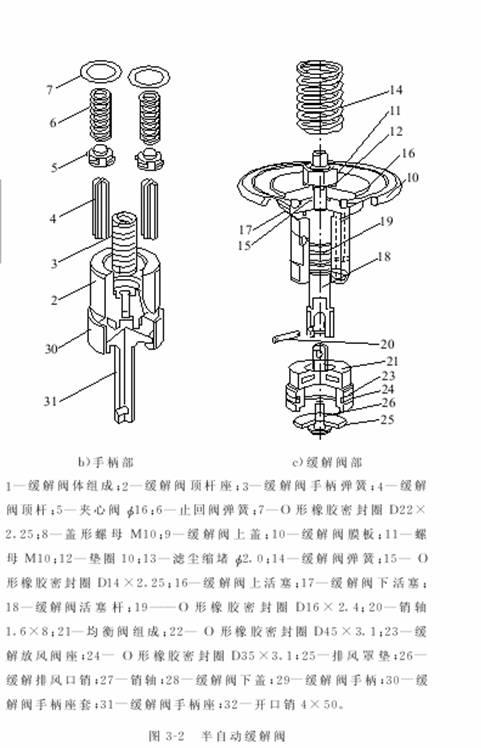 7
6
5
4
3
2
30
31
14
11
12
16
10
17
15
19
18
20
21
23
24
26
25
b)手柄部
c)缓解阀部
1—缓解阀体组成;2—缓解阀顶杆座;3—缓解阀手柄弹簧;4—缓解
阀顶杆;5—夹心阀 ϕ16;6—止回阀弹簧;7—O形橡胶密封圈 D22×
2.25;8—盖形螺母 M10;9—缓解阀上盖;10—缓解阀膜板;11—螺
母 M10;12—垫圈 10;13—滤尘缩堵 ϕ2.0;14—缓解阀弹簧;15— O
形橡胶密封圈 D14×2.25;16—缓解阀上活塞;17—缓解阀下活塞;
18—缓解阀活塞杆;19——O 形橡胶密封圈 D16×2.4;20—销轴
1.6×8;21—均衡阀组成;22— O 形橡胶密封圈 D45×3.1;23—缓
解放风阀座;24— O 形橡胶密封圈 D35×3.1;25—排风罩垫;26—
缓解排风口销;27—销轴;28—缓解阀下盖;29—缓解阀手柄;30—缓
解阀手柄座套;31—缓解阀手柄座;32—开口销 4×50。
图 3-2 半自动缓解阀